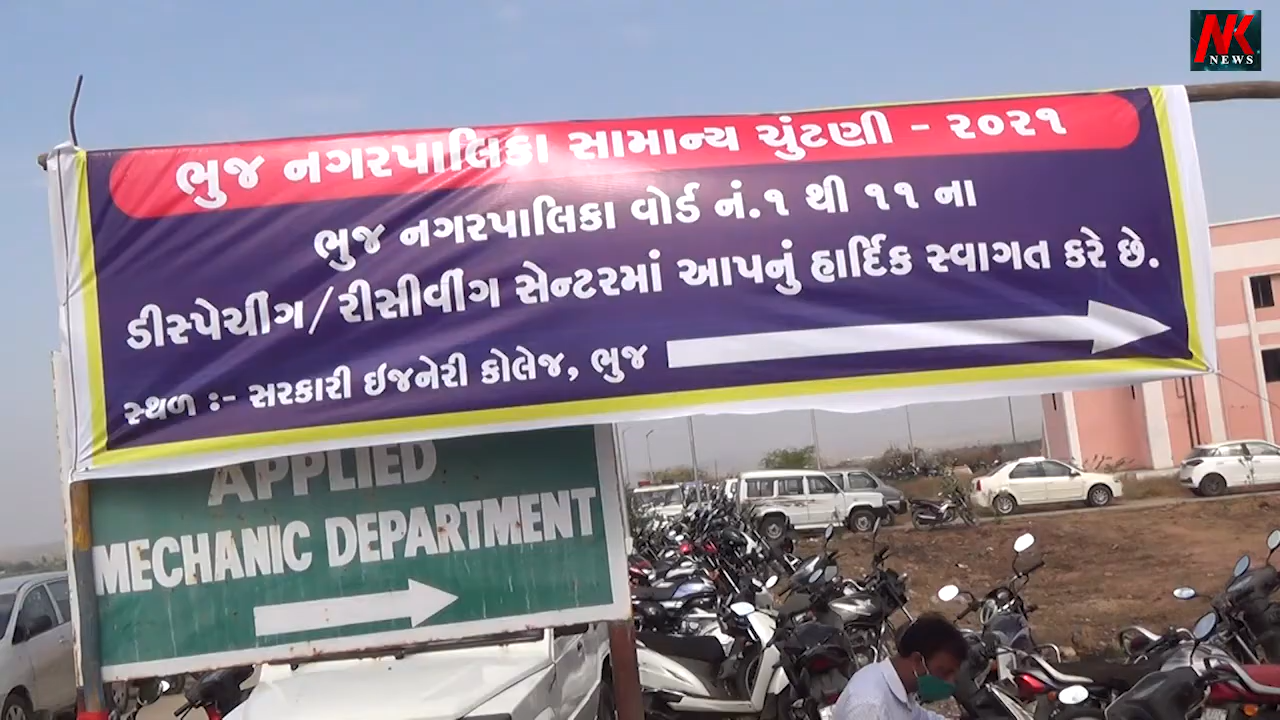 NK
NEWS
ભુજ નગરપાલિકા સામાન્ય ચુંટણી - ૨૦૨૧
ભુજ નગરપાલિકા વોર્ડ નં.૧ થી ૧૧ ના
ડીસ્પેચીંગ/રીસીવીંગ સેન્ટરમાં આપનું હાર્દિક સ્વાગત કરે છે.
સ્થળ :- સરકારી ઇજનેરી કોલેજ, ભુજ
APPLIED
MECHANIC DEPARTMENT